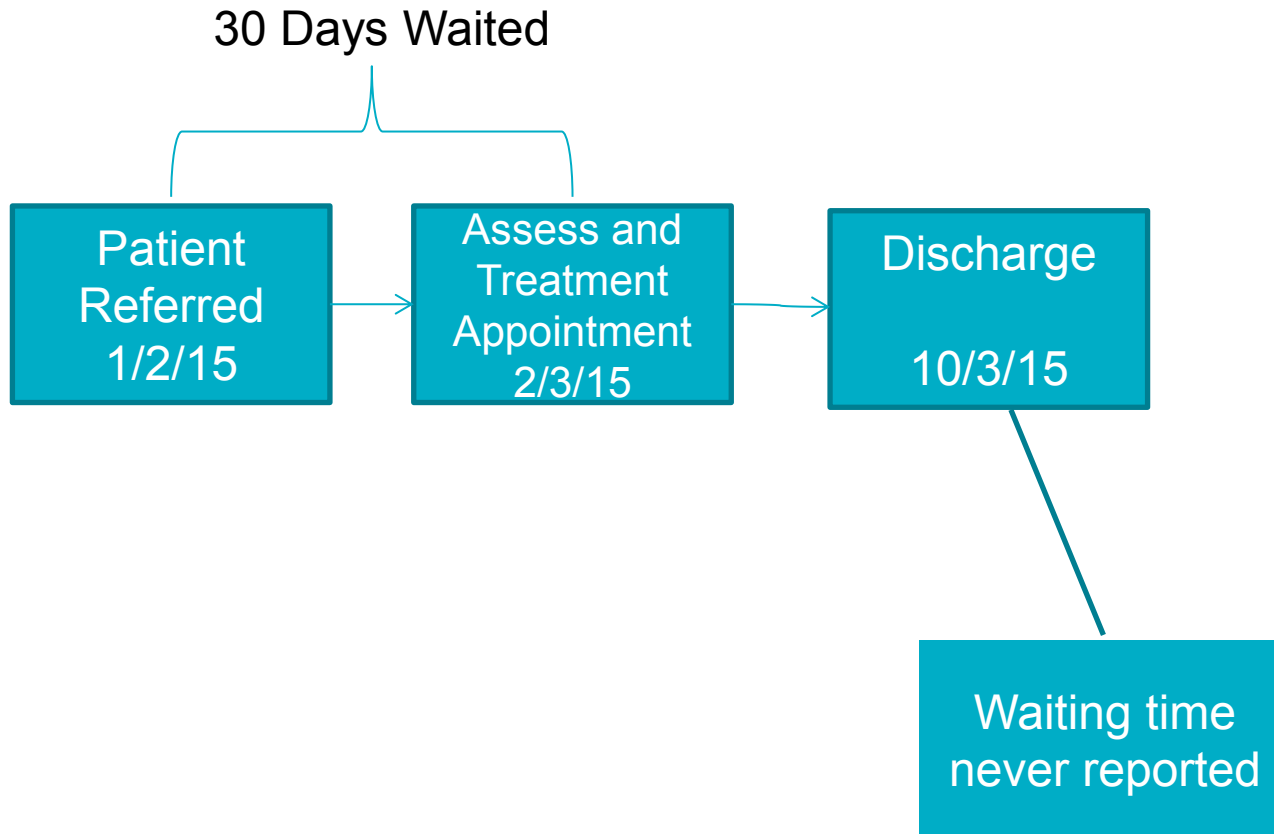 30 Days Waited
Patient
Referred
1/2/15
Assess and
Treatment
Appointment
2/3/15
Discharge
10/3/15
Waiting time
never reported